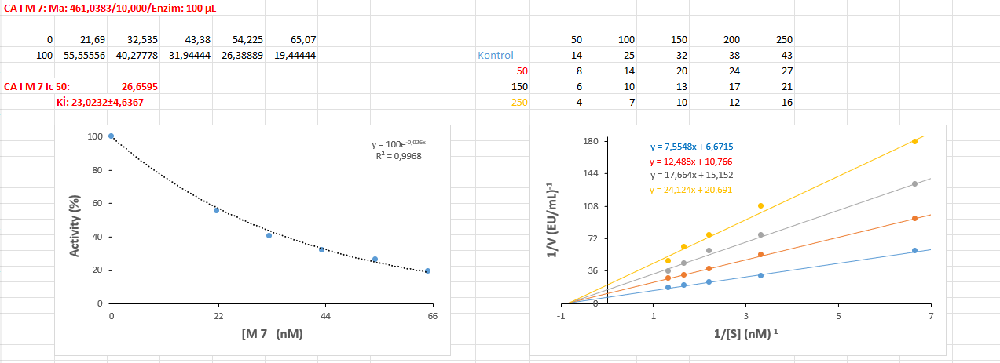 CA I M 7: Ma: 461,0383/10,000/Enzim: 100 µL
0 21,69 32,535 43,38 54,225 65,07
50 100 150 200 250
100 55,55556 40,27778 31,94444 26,38889 19,44444
Kontrol 14 25 32 38 43
50 8 14 20 24 27
CA I M 7 Ic 50: 26,6595
150 6 10 13 17 21
Kİ: 23,0232±4,6367
250 4 7 10 12 16
100
80
60
40
20
0
0 22 44 66
Activity (%)
[M 7 (nM)
y = 100e-0,026x
R² = 0,9968
180
144
108
72
36
0
-1 1 3 5 7
1/V (EU/mL)-1
1/[S] (nM)-1
y = 7,5548x + 6,6715
y = 12,488x + 10,766
y = 17,664x + 15,152
y = 24,124x + 20,691